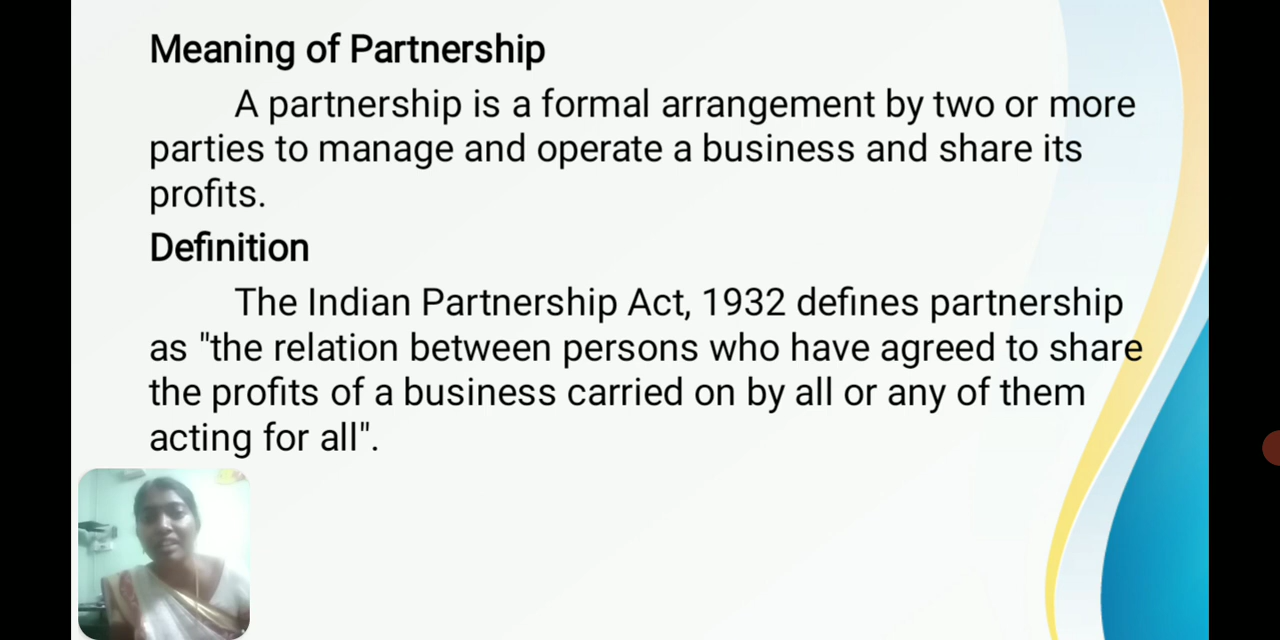 Meaning of Partnership
A partnership is a formal arrangement by two or more
parties to manage and operate a business and share its
profits.
Definition
The Indian Partnership Act, 1932 defines partnership
as "the relation between persons who have agreed to share
the profits of a business carried on by all or any of them
acting for all".